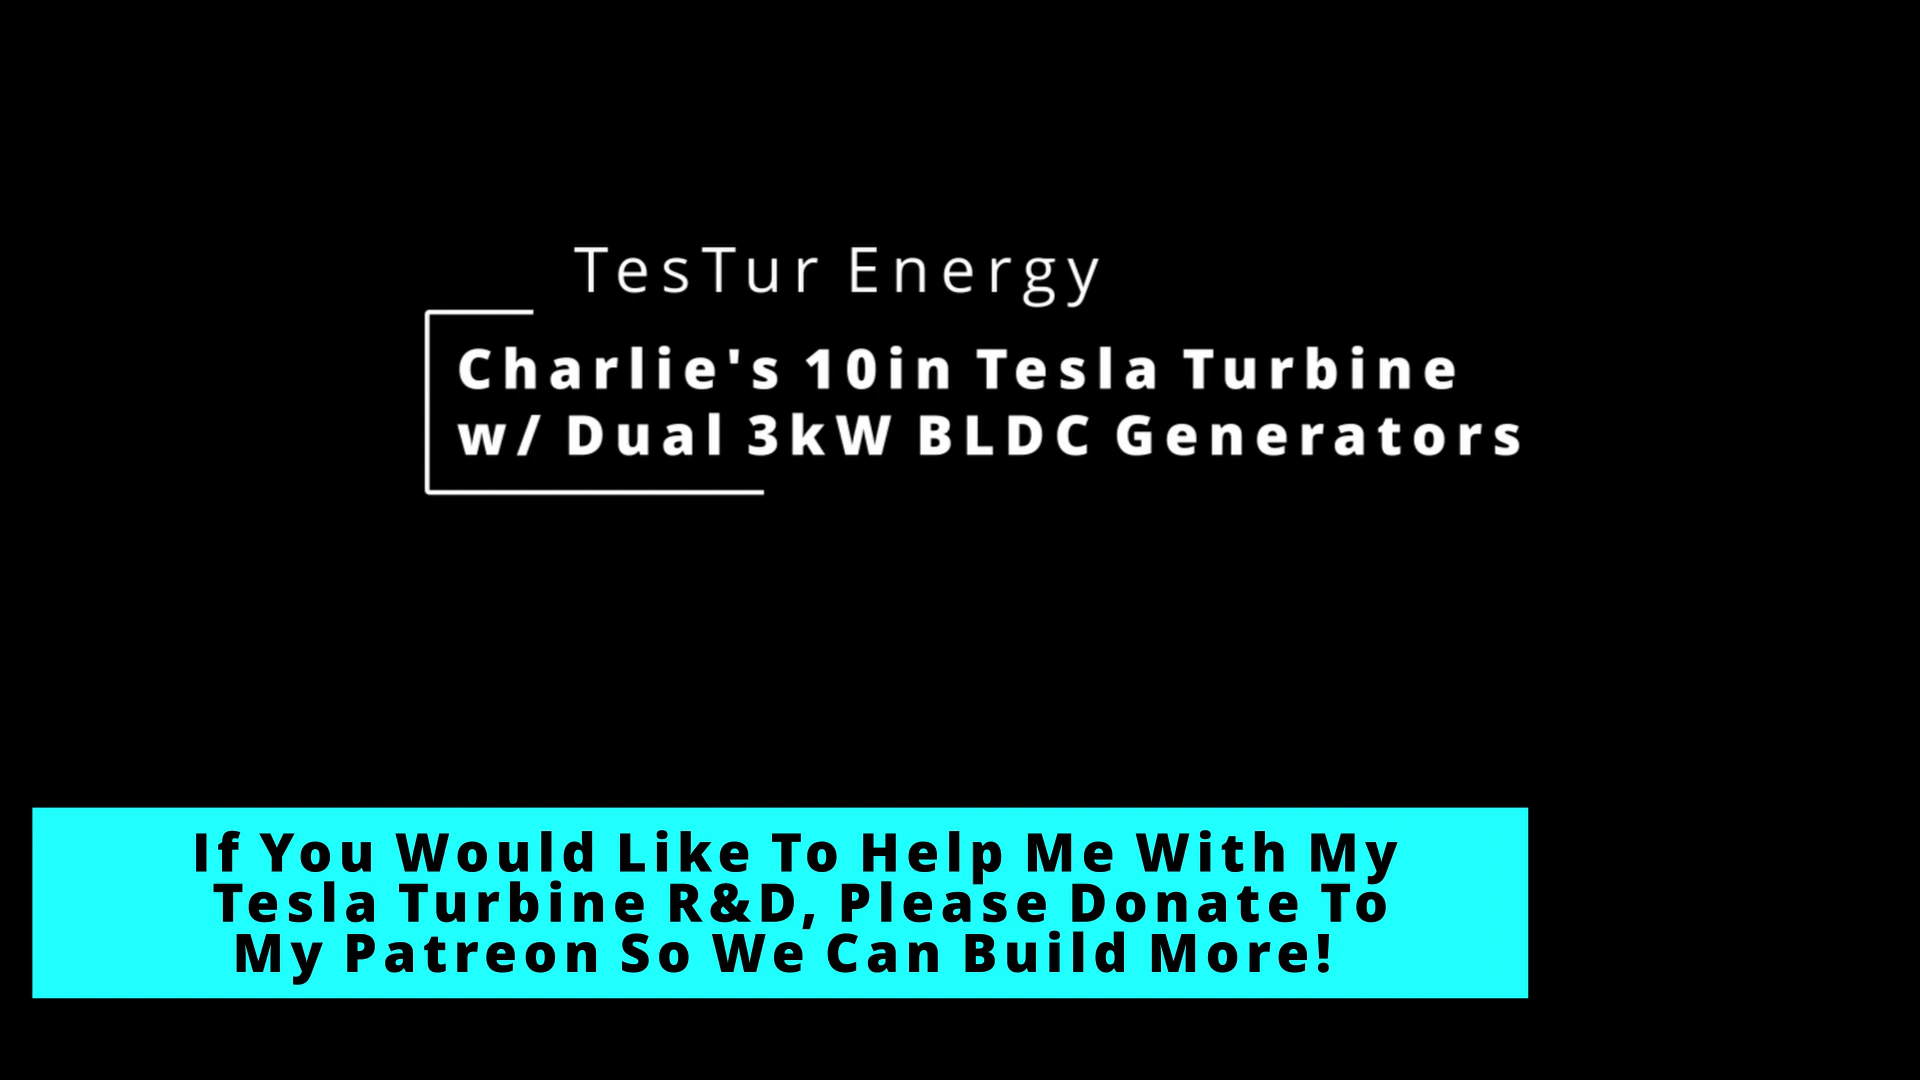 TesTur Energy
Charlie's 10in Tesla Turbine
w/ Dual 3kW BLDC Generators
If You Would Like To Help Me With My
Tesla Turbine R&D, Please Donate To
My Patreon So We Can Build More!